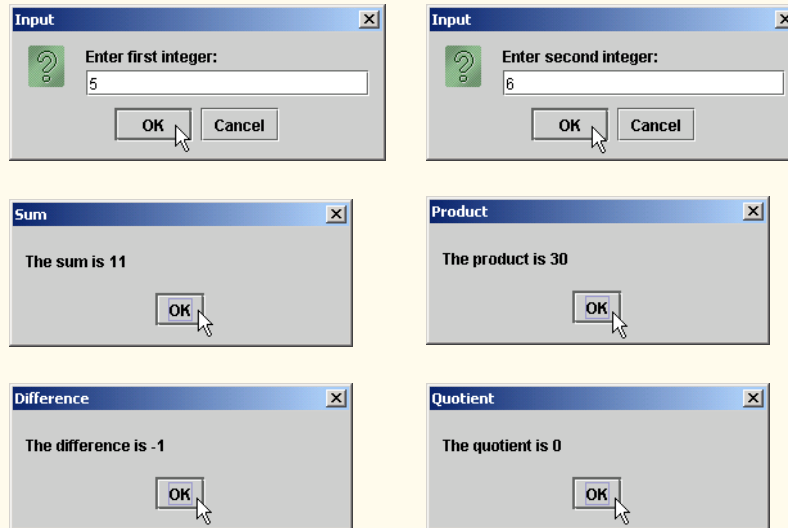 Input
Enter first integer:
5
OK Cancel
Input
Enter second integer:
6
OK Cancel
Sum
The sum is 11
OK
Product
The product is 30
OK
Difference
The difference is -1
OK
Quotient
The quotient is 0
OK